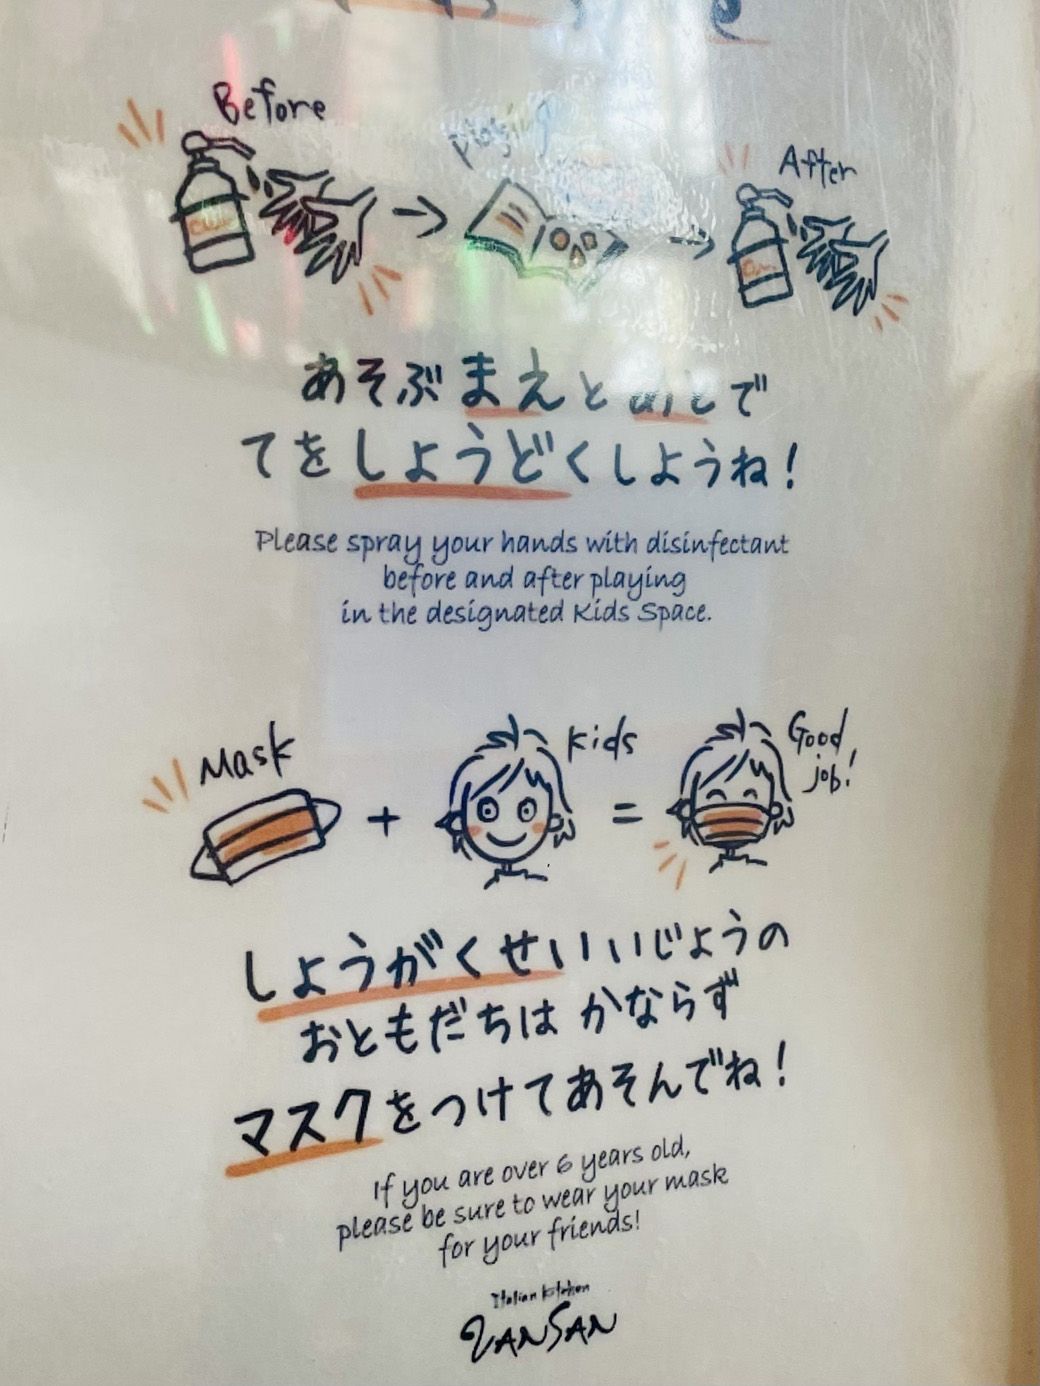 Before
Playing
After
あそぶまえとあとで
てをしようどくしようね!
Please spray your hands with disinfectant
before and after playing
in the designated Kids Space.
Mask
+
Kids
=
Good
job!
しようがくせいいじょうの
おともだちは かならず
マスクをつけてあそんでね!
If you are over 6 years old,
please be sure to wear your mask
for your friends!
Italian Kitchen
VANSAN